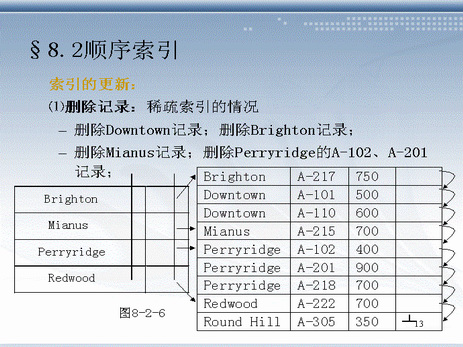 §8.2顺序索引
索引的更新：
⑴删除记录：稀疏索引的情况
– 删除Downtown记录；删除Brighton记录；
– 删除Mianus记录；删除Perryridge的A-102、A-201
记录；
Brighton
Mianus
Perryridge
Redwood
Brighton A-217 750
Downtown A-101 500
Downtown A-110 600
Mianus A-215 700
Perryridge A-102 400
Perryridge A-201 900
Perryridge A-218 700
Redwood A-222 700
Round Hill A-305 350
图8-2-6
13